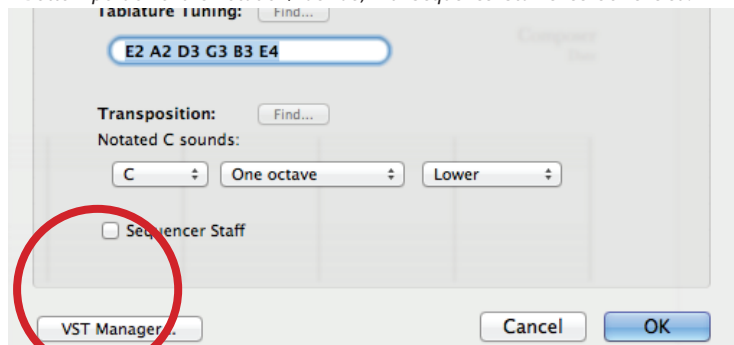 Tablature Tuning: Find...
E2 A2 D3 G3 B3 E4
Transposition: Find...
Notated C sounds:
C One octave Lower
Sequencer Staff
VST Manager... Cancel OK